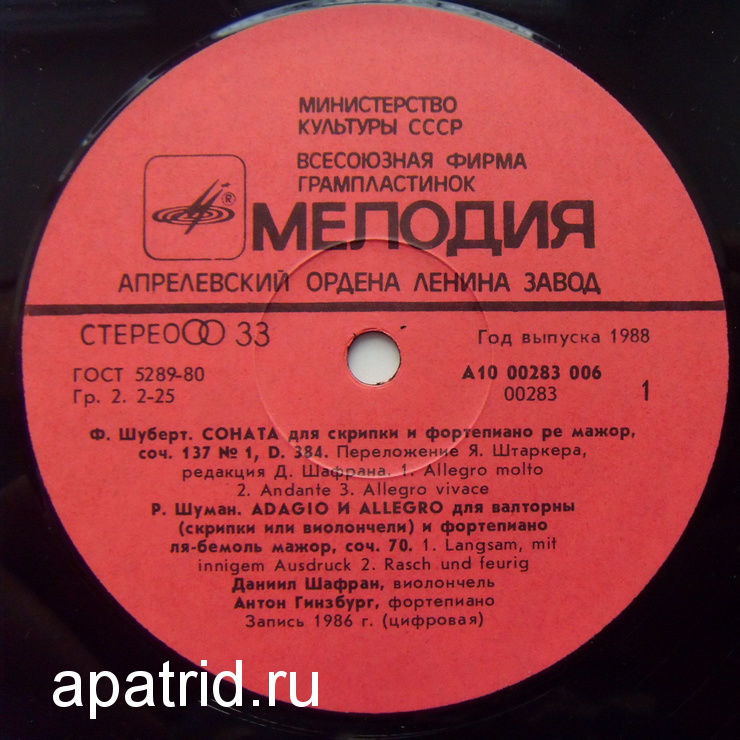 МИНИСТЕРСТВО
КУЛЬТУРЫ СССР
ВСЕСОЮЗНАЯ ФИРМА
ГРАМПЛАСТИНОК
®
МЕЛОДИЯ
АПРЕЛЕВСКИЙ ОРДЕНА ЛЕНИНА ЗАВОД
СТЕРЕО 33
Год выпуска 1988
ГОСТ 5289-80
А10 00283 006
Гр. 2. 2-25
00283
1
Ф. Шуберт. СОНАТА для скрипки и фортепиано ре мажор,
соч. 137 № 1, D. 384. Переложение Я. Штаркера,
редакция Д. Шафрана. 1. Allegro molto
2. Andante 3. Allegro vivace
Р. Шуман. ADAGIO И ALLEGRO для валторны
(скрипки или виолончели) и фортепиано
ля-бемоль мажор, соч. 70. 1. Langsam, mit
innigem Ausdruck 2. Rasch und feurig
Даниил Шафран, виолончель
Антон Гинзбург, фортепиано
Запись 1986 г. (цифровая)
apatrid.ru